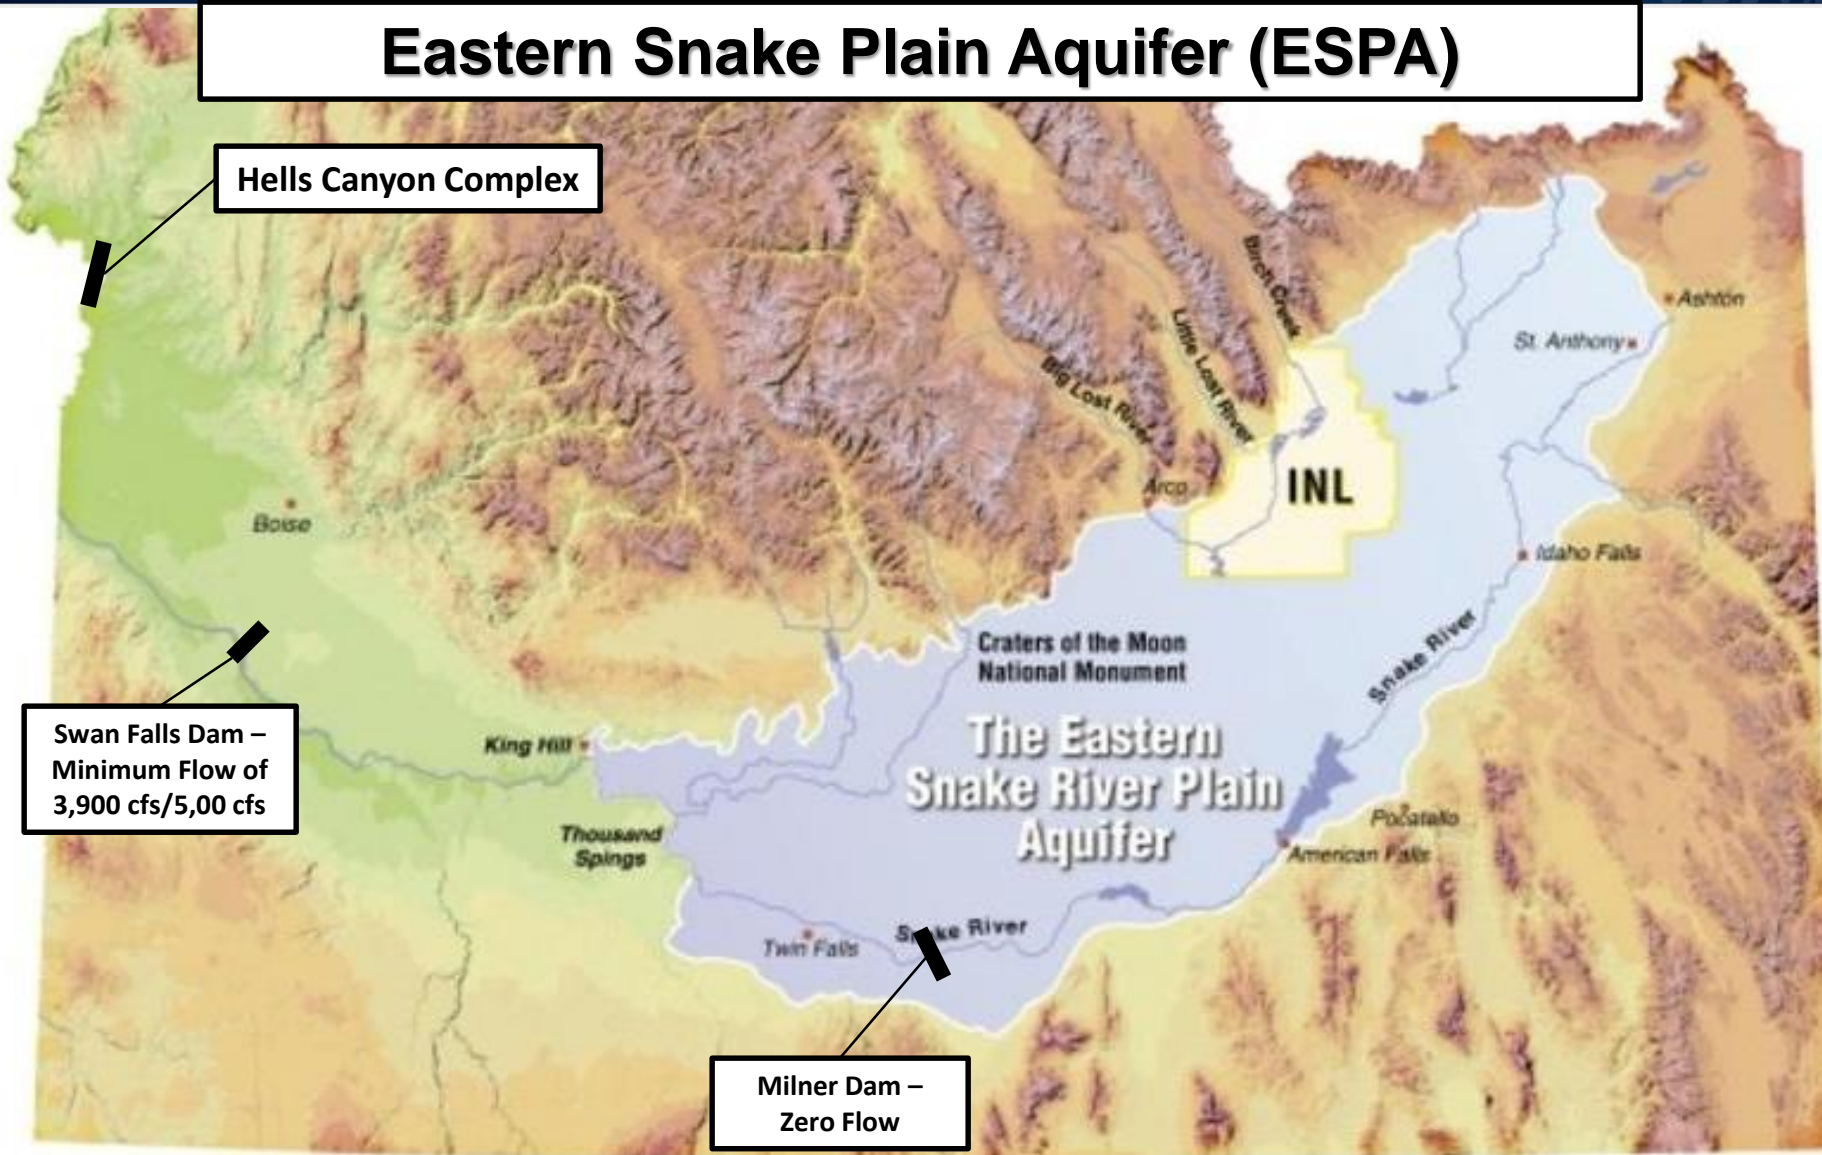 Eastern Snake Plain Aquifer (ESPA)
Hells Canyon Complex
Birch Creek
Ashton
Little Lost River
St. Anthony
Big Lost River
Arco
INL
Boise
Idaho Falls
Craters of the Moon
National Monument
Snake River
Swan Falls Dam –
Minimum Flow of
3,900 cfs/5,00 cfs
King Hill
The Eastern
Snake River Plain
Aquifer
Pocatallo
American Falls
Thousand
Spings
Snake River
Twin Falls
Milner Dam –
Zero Flow